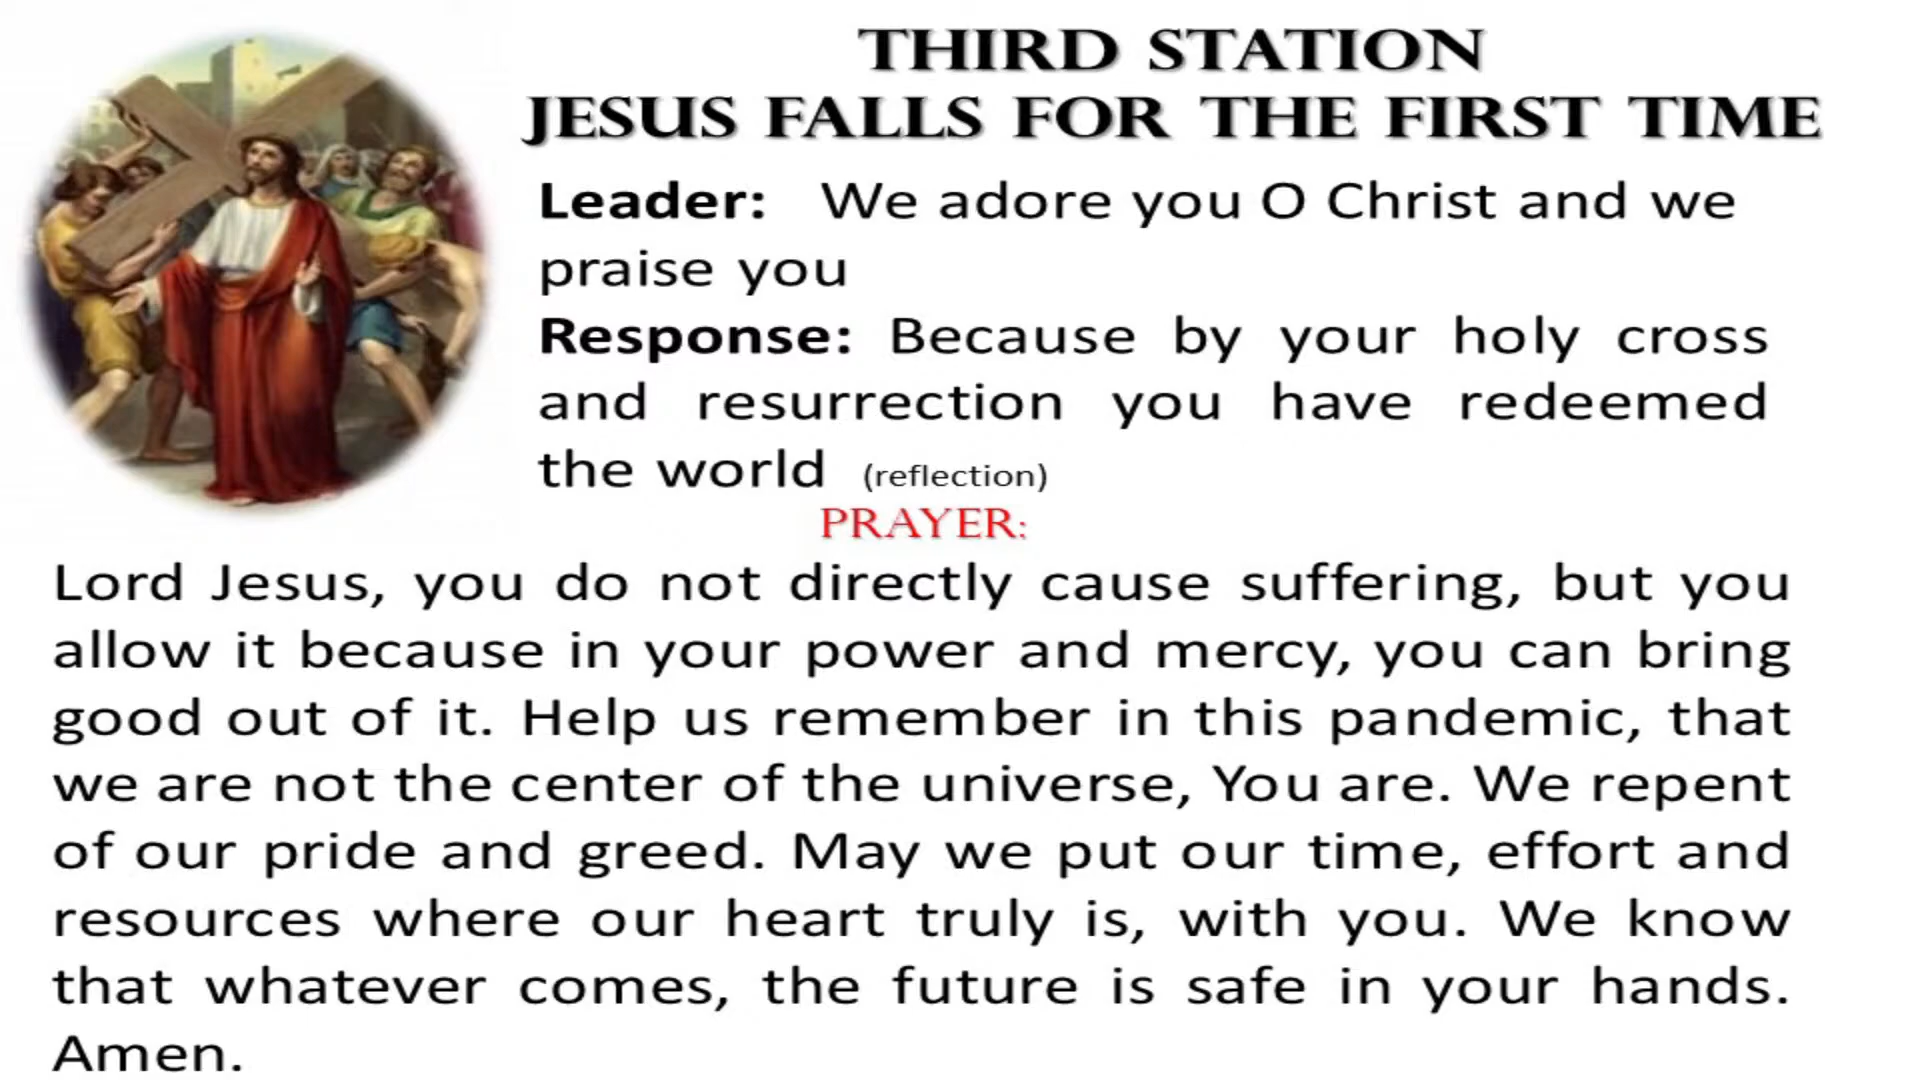 THIRD STATION
JESUS FALLS FOR THE FIRST TIME
Leader: We adore you O Christ and we
praise you
Response: Because by your holy cross
and resurrection you have redeemed
the world (reflection)
PRAYER:
Lord Jesus, you do not directly cause suffering, but you
allow it because in your power and mercy, you can bring
good out of it. Help us remember in this pandemic, that
we are not the center of the universe, You are. We repent
of our pride and greed. May we put our time, effort and
resources where our heart truly is, with you. We know
that whatever comes, the future is safe in your hands.
Amen.